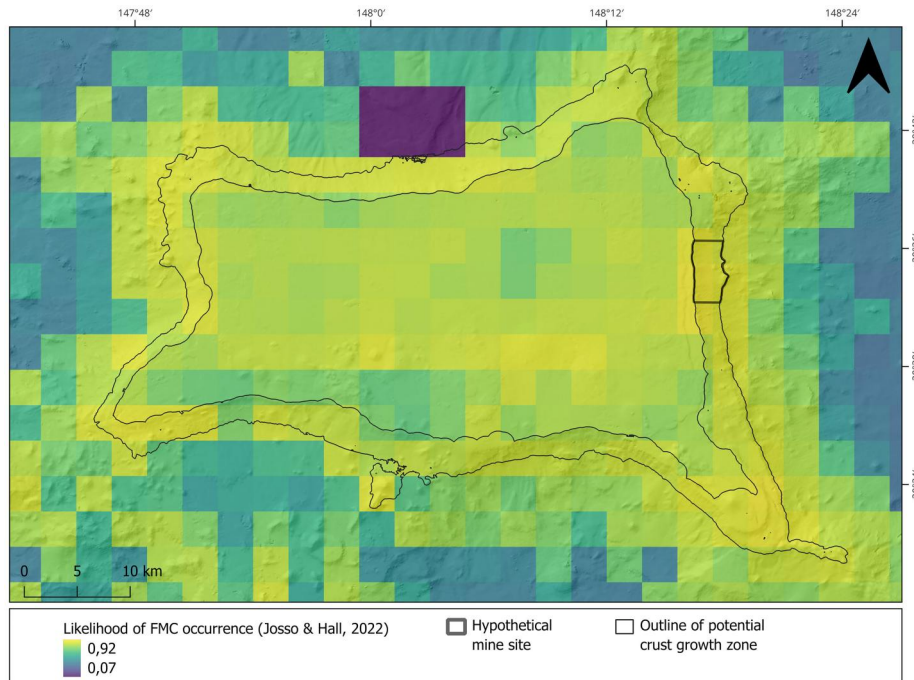 147°48' 148°0' 148°12' 148°24'
0 5 10 km
Likelihood of FMC occurrence (Josso & Hall, 2022)
0,92
0,07
Hypothetical
mine site
Outline of potential
crust growth zone